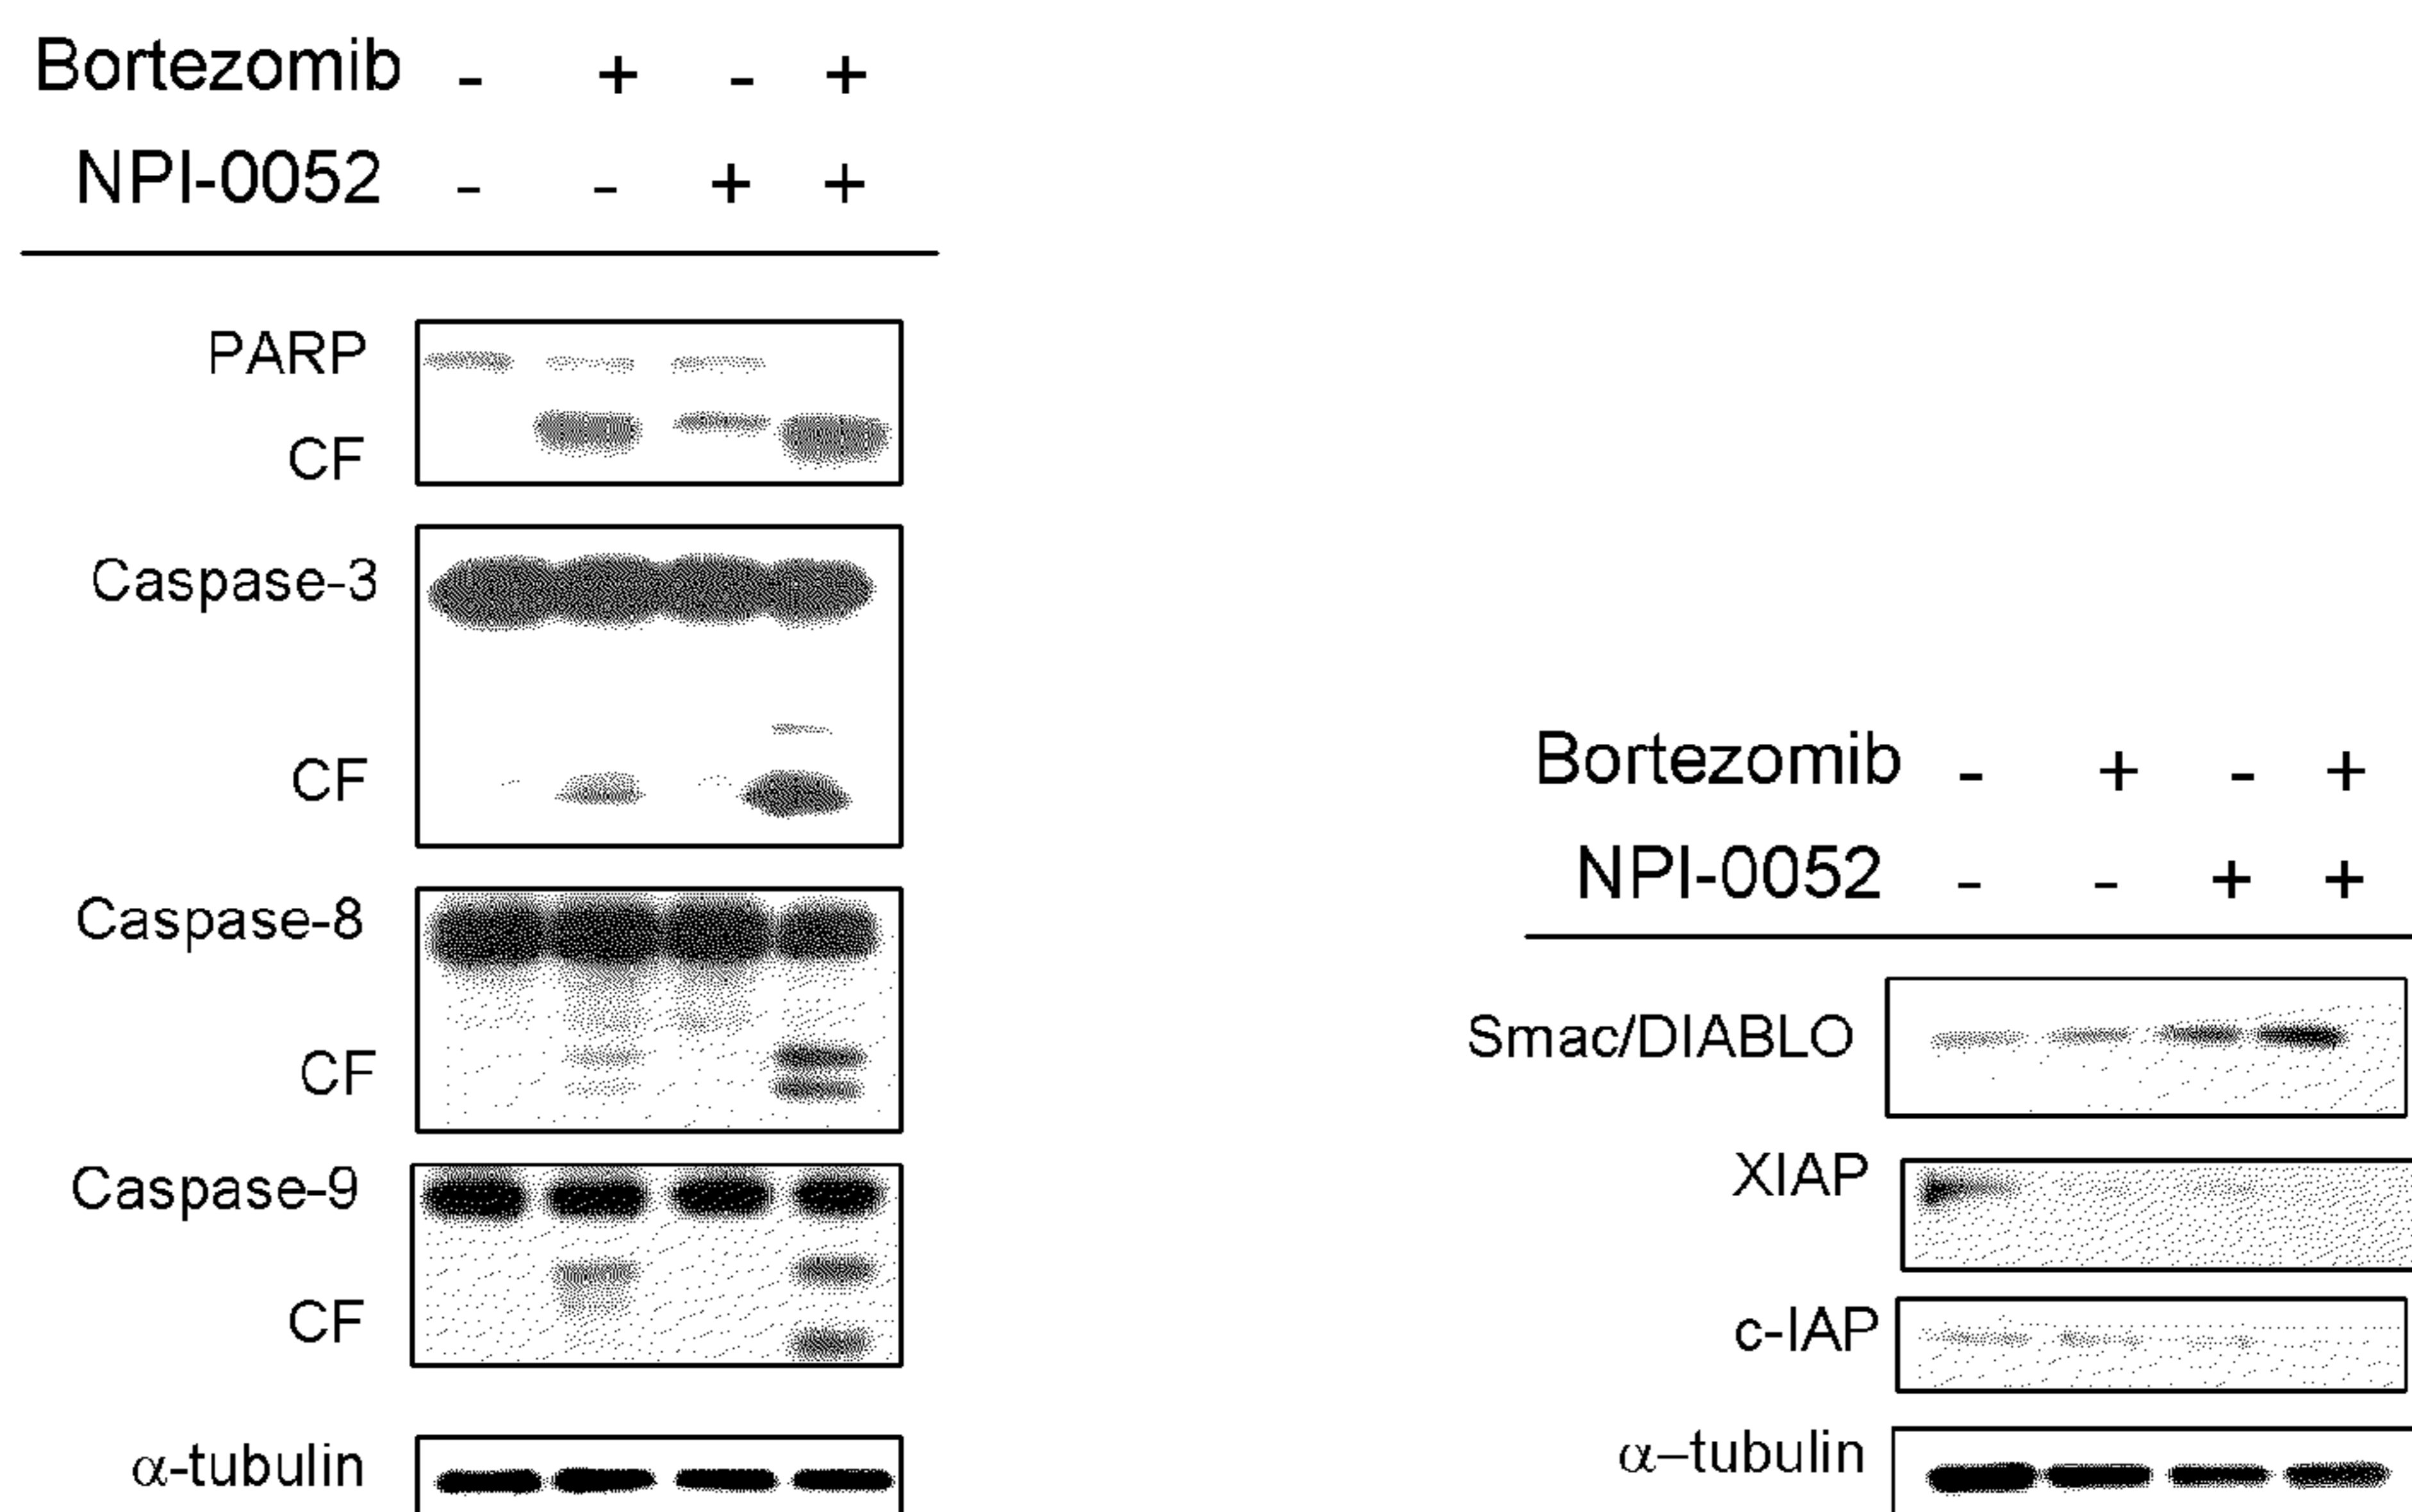 Bortezomib - + - +
NPI-0052 - - + +
PARP
CF
Caspase-3
CF
Caspase-8
CF
Caspase-9
CF
α-tubulin
Bortezomib - + - +
NPI-0052 - - + +
Smac/DIABLO
XIAP
c-IAP
α–tubulin